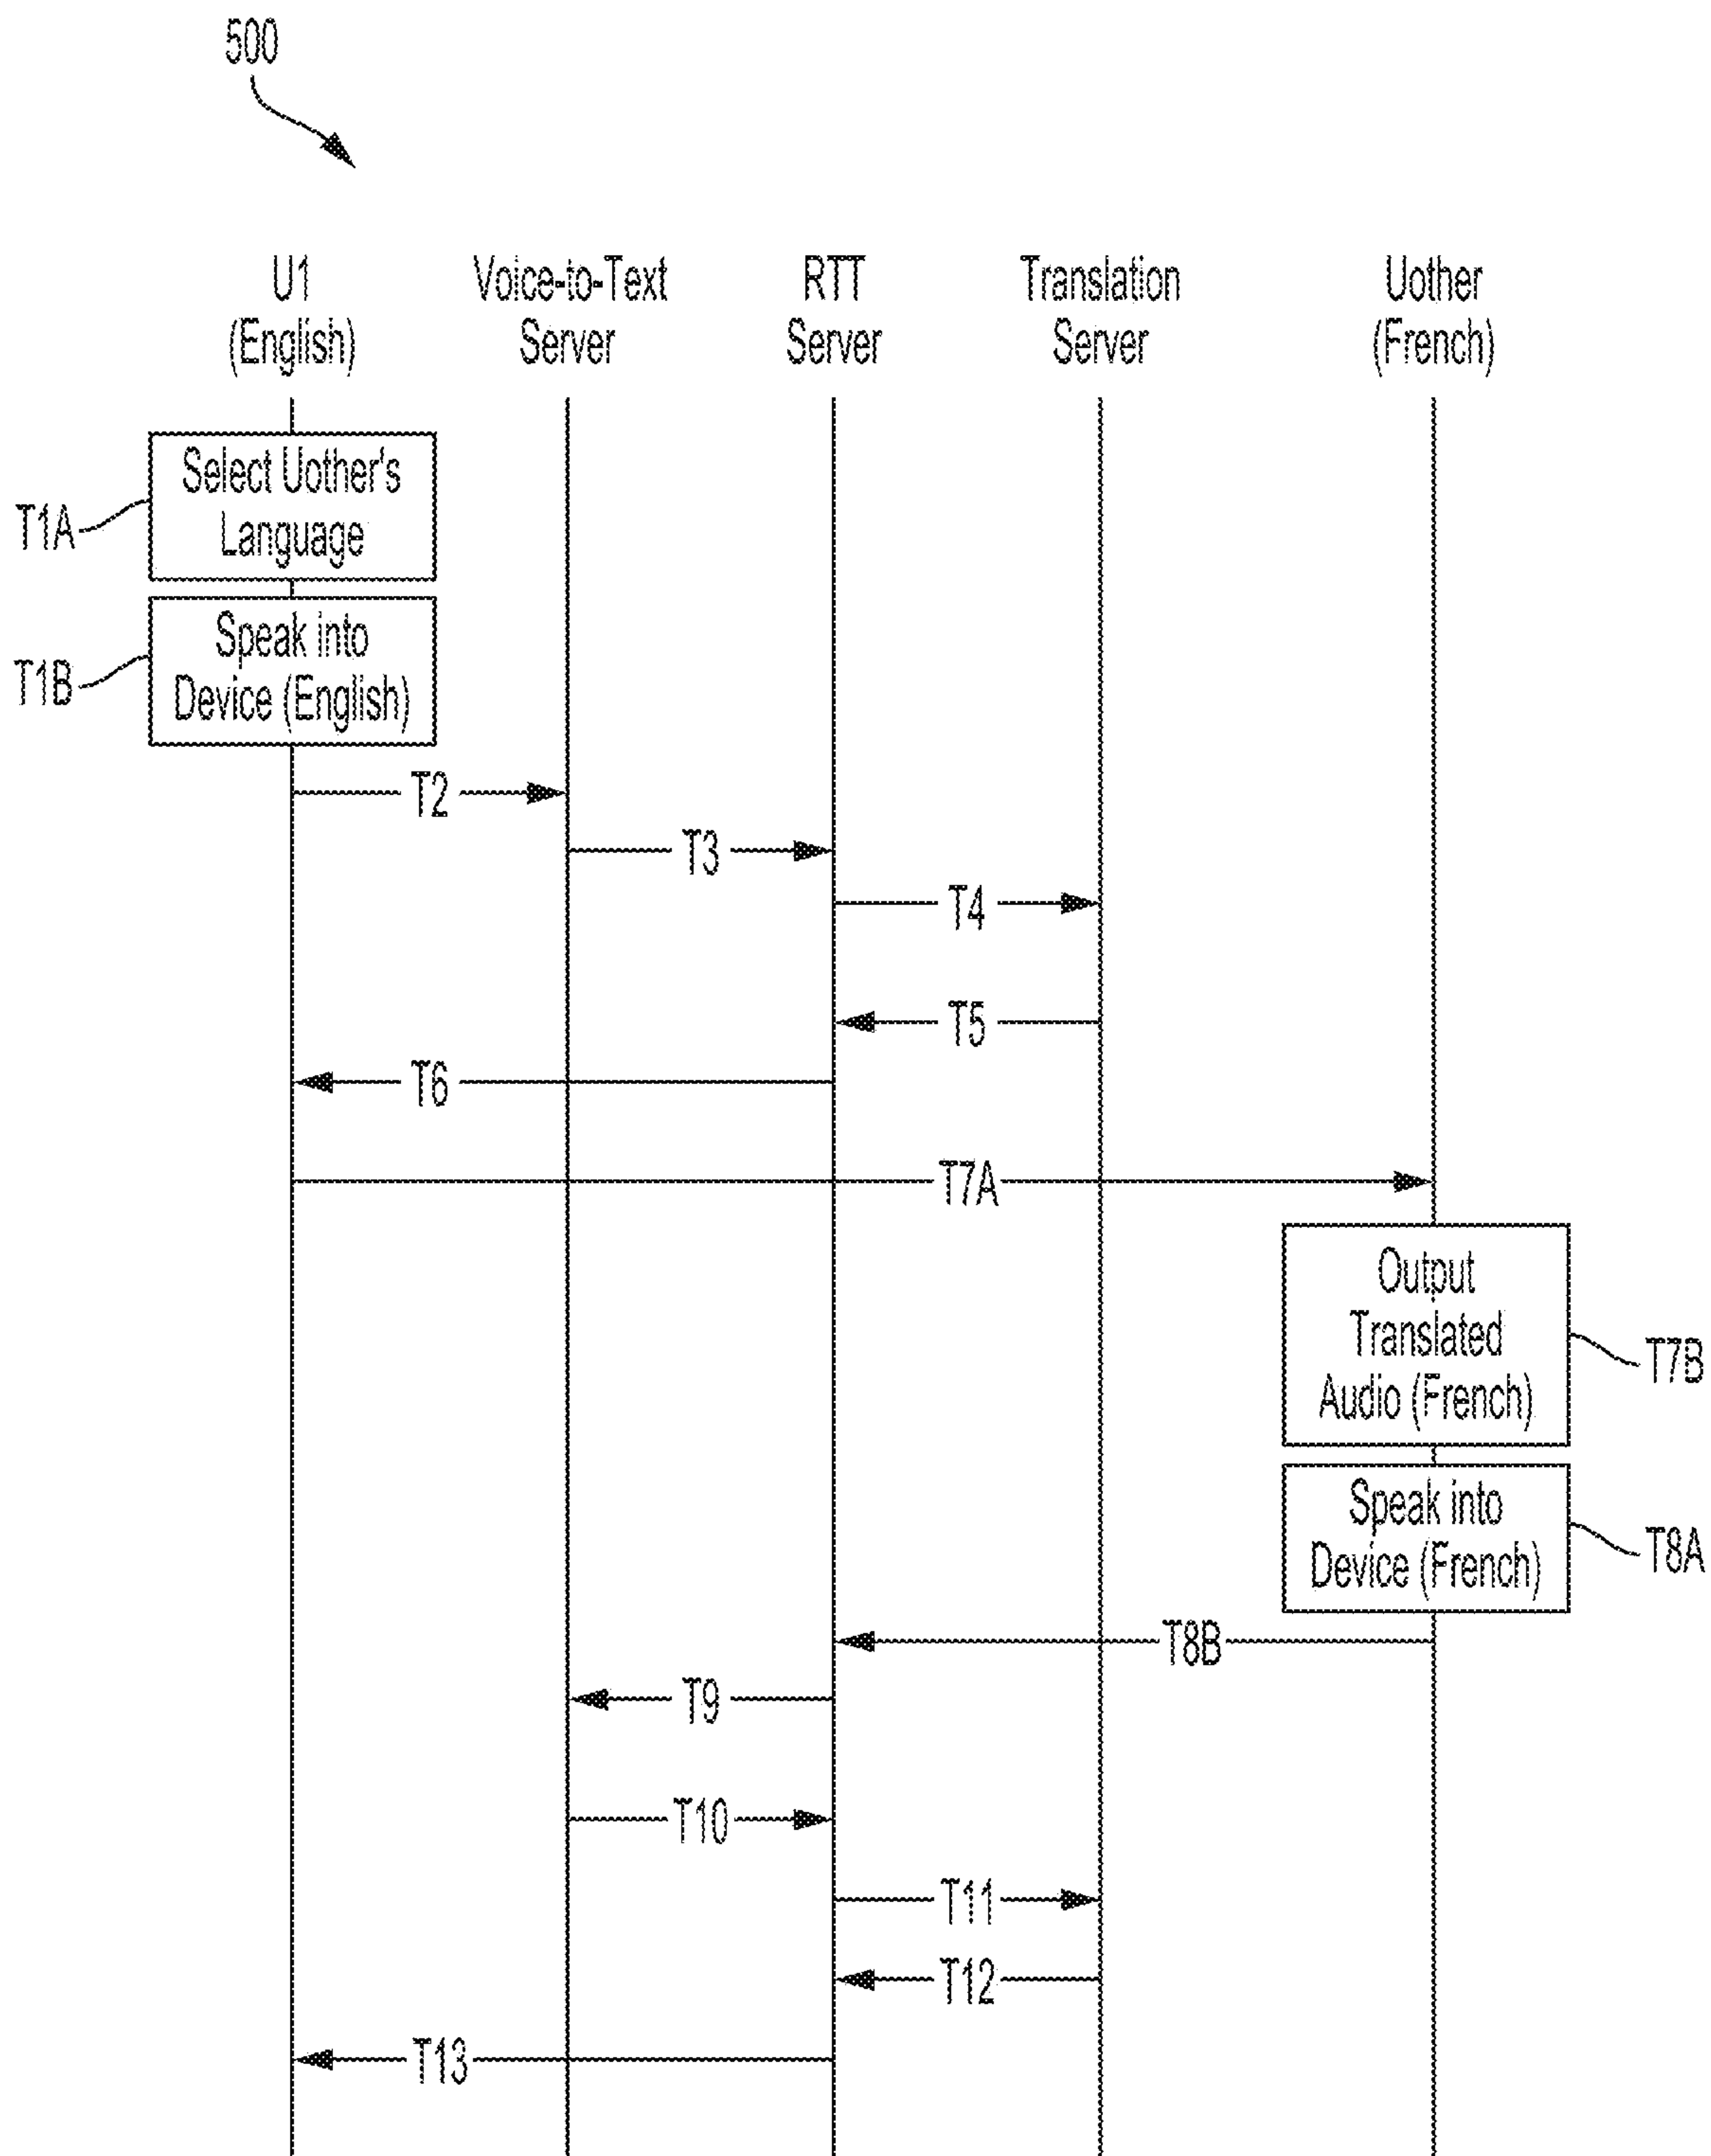 500
U1
(English)
Voice-to-Text
Server
RTT
Server
Translation
Server
Uother
(French)
Select Uother's
Language
T1A
Speak into
Device (English)
T1B
T2
T3
T4
T5
T6
T7A
Output
Translated
Audio (French)
T7B
Speak into
Device (French)
T8A
T8B
T9
T10
T11
T12
T13